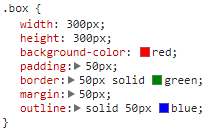 .box {
width: 300px;
height: 300px;
background-color: red;
padding: 50px;
border: 50px solid green;
margin: 50px;
outline: solid 50px blue;
}